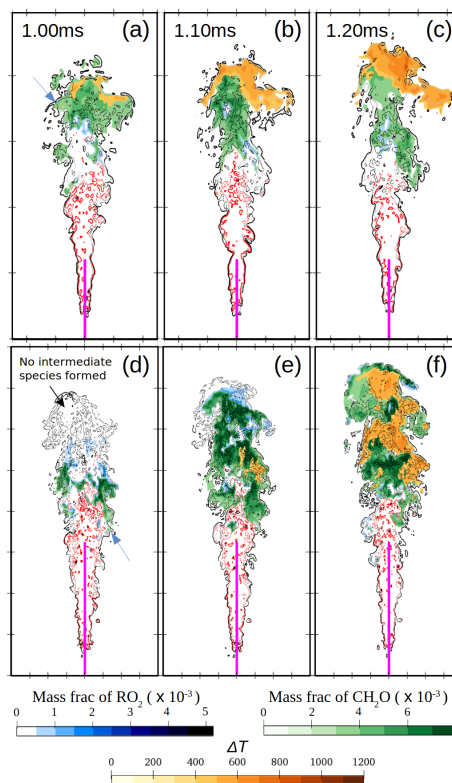 1.00ms (a)
1.10ms (b)
1.20ms (c)
(d)
No intermediate
species formed
(e)
(f)
Mass frac of RO2 ( x 10-3)
Mass frac of CH2O ( x 10-3)
0 1 2 3 4 5
0 2 4 6
ΔT
0 200 400 600 800 1000 1200